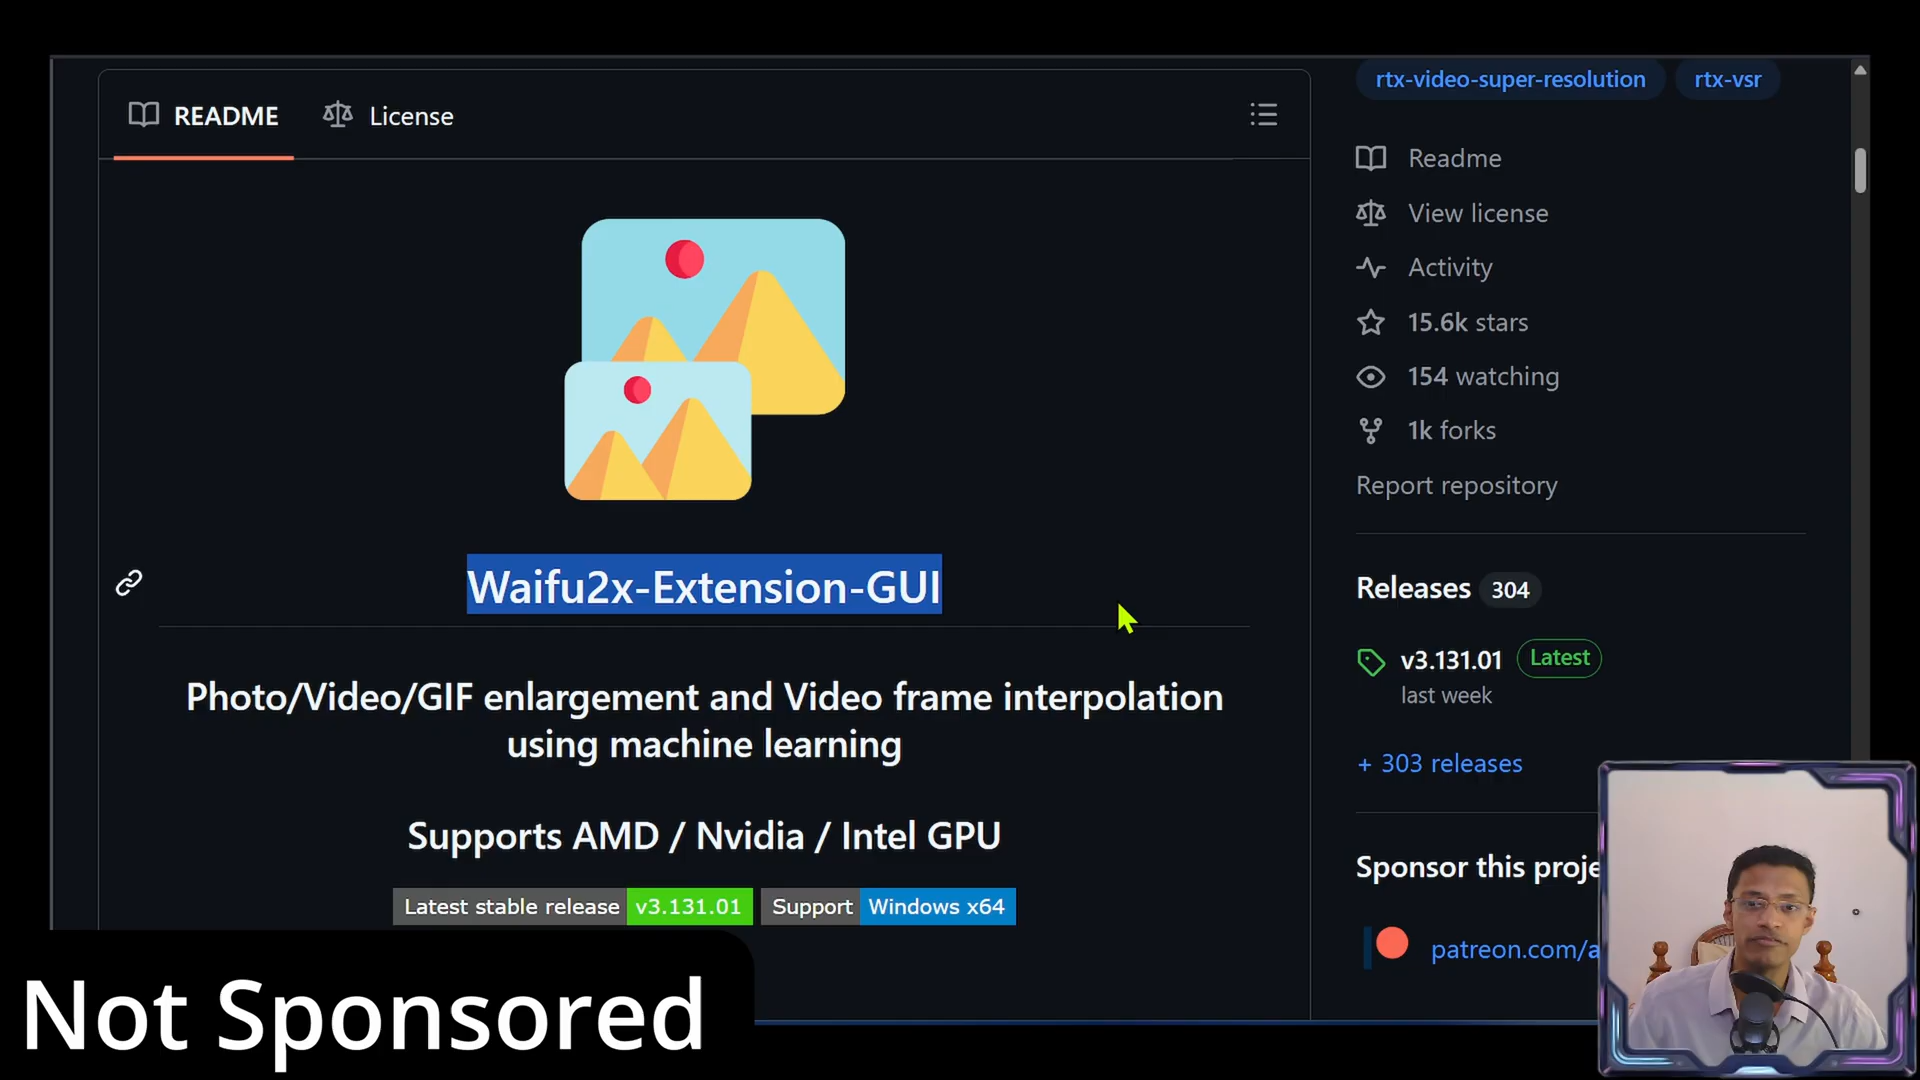 README
License
Waifu2x-Extension-GUI
Photo/Video/GIF enlargement and Video frame interpolation
using machine learning
Supports AMD / Nvidia / Intel GPU
Latest stable release v3.131.01 Support Windows x64
rtx-video-super-resolution rtx-vsr
Readme
View license
Activity
15.6k stars
154 watching
1k forks
Report repository
Releases 304
v3.131.01 Latest
last week
+ 303 releases
Sponsor this proje
patreon.com/a
Not Sponsored